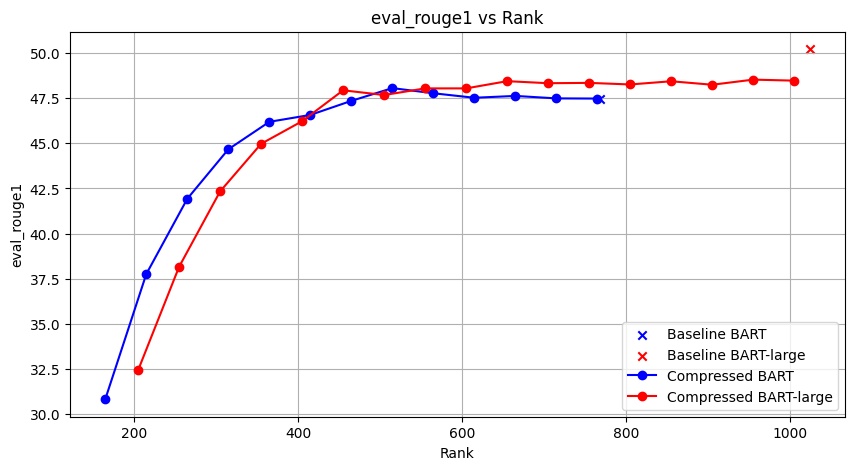 eval_rouge1 vs Rank
eval_rouge1
50.0
47.5
45.0
42.5
40.0
37.5
35.0
32.5
30.0
200
400
600
800
1000
Rank
Baseline BART
Baseline BART-large
Compressed BART
Compressed BART-large